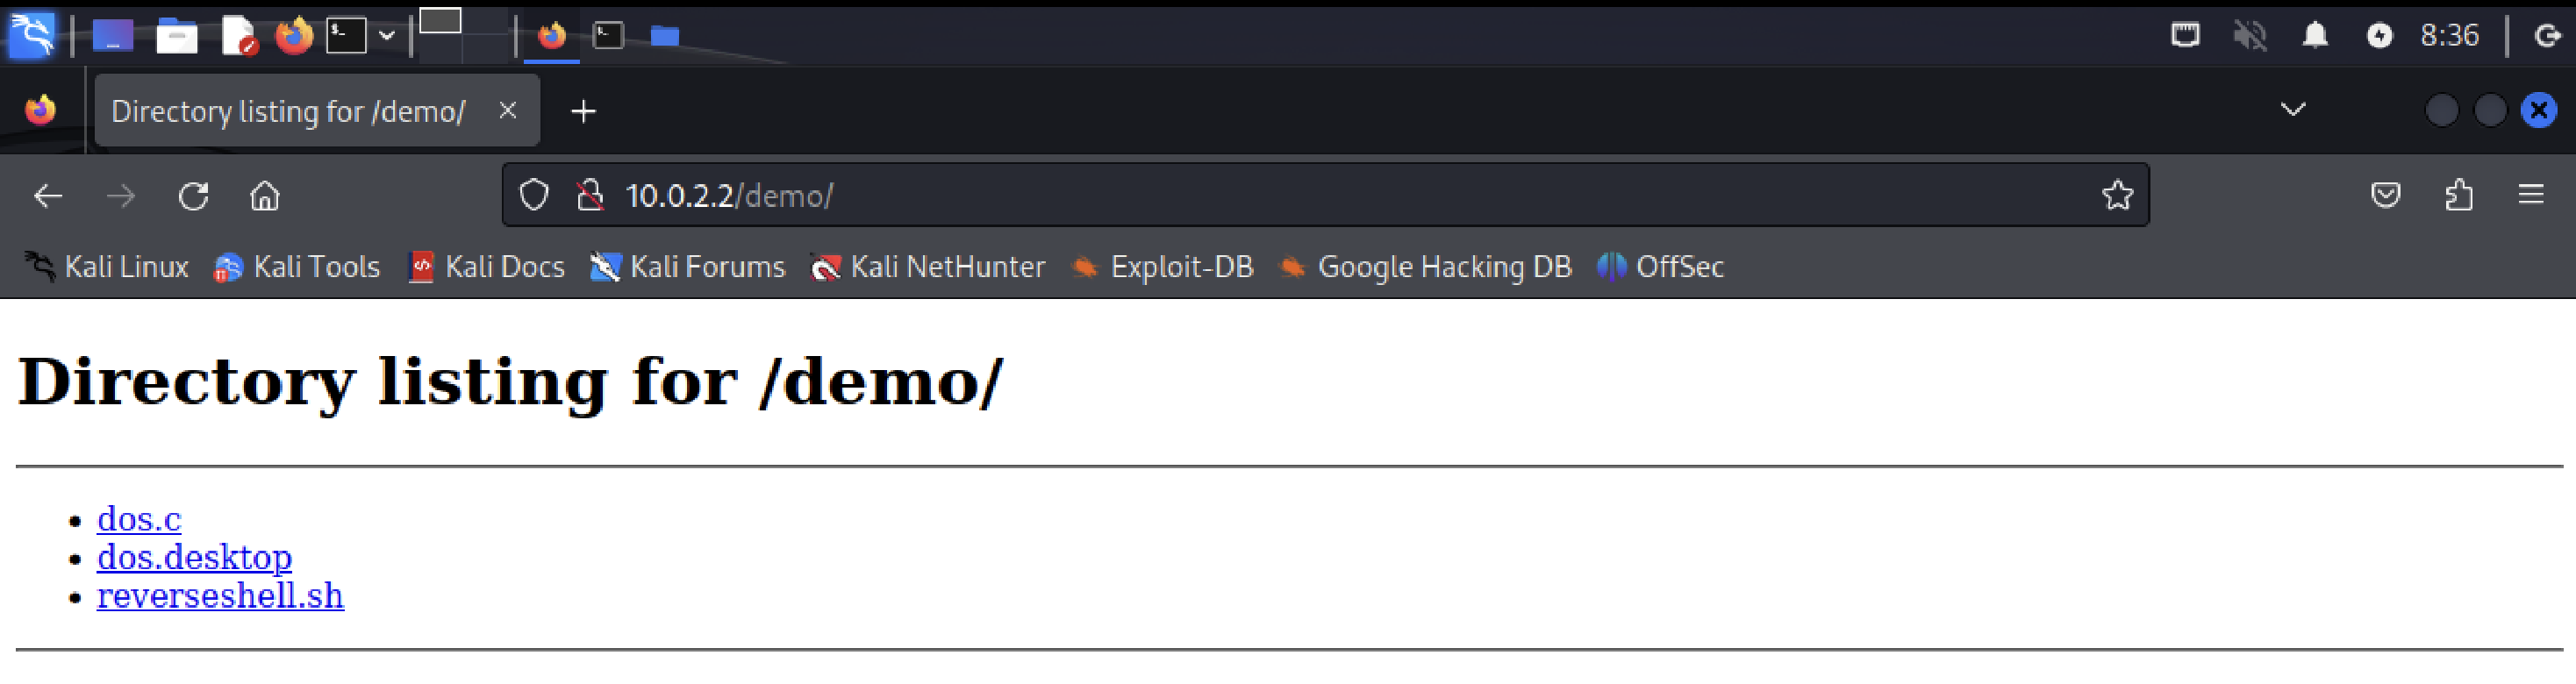 8:36
Directory listing for /demo/
10.0.2.2/demo/
Kali Linux Kali Tools Kali Docs Kali Forums Kali NetHunter Exploit-DB Google Hacking DB OffSec
Directory listing for /demo/
dos.c
dos.desktop
reverseshell.sh